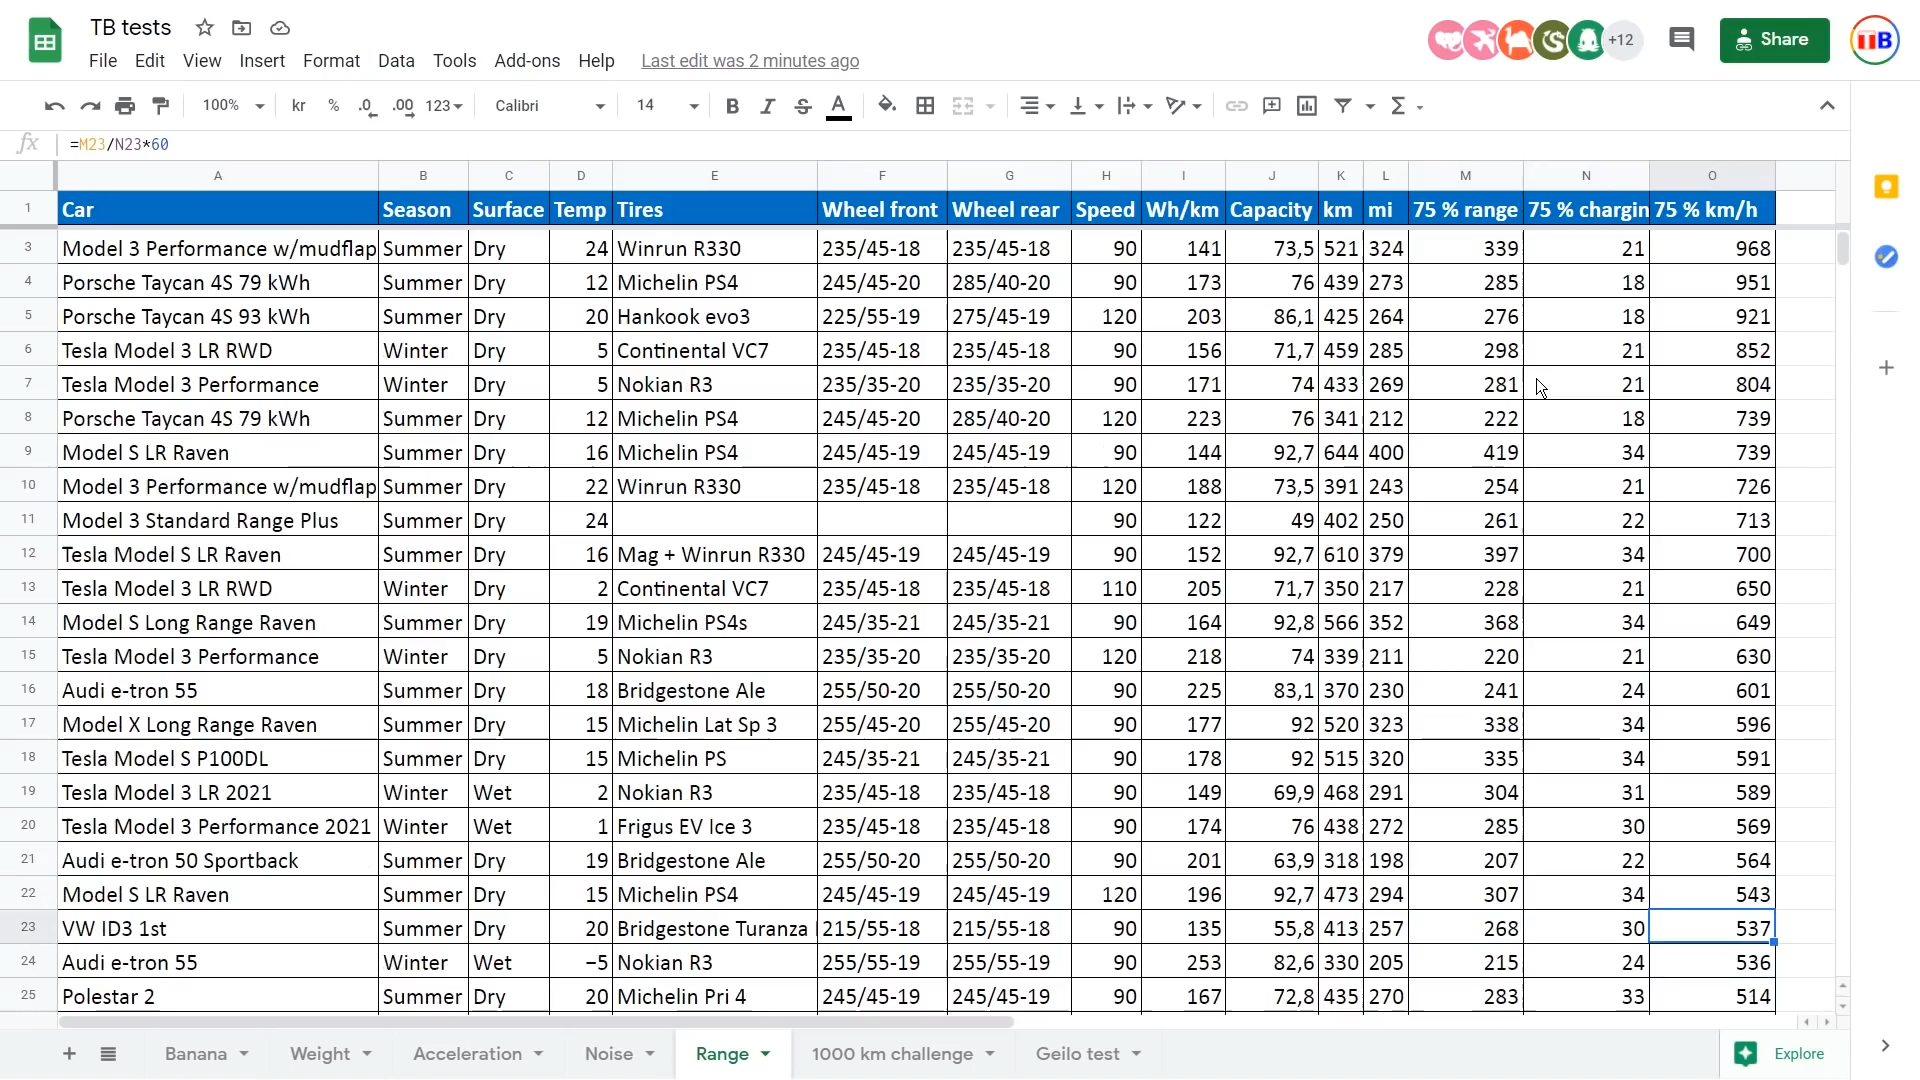 TB tests
File Edit View Insert Format Data Tools Add-ons Help Last edit was 2 minutes ago
+12
Share
TTB
100% kr % .0 .00 123 Calibri 14 B I S A Σ
fx =M23/N23*60
A B C D E F G H I J K L M N O
1 Car Season Surface Temp Tires Wheel front Wheel rear Speed Wh/km Capacity km mi 75 % range 75 % chargin 75 % km/h
3 Model 3 Performance w/mudflap Summer Dry 24 Winrun R330 235/45-18 235/45-18 90 141 73,5 521 324 339 21 968
4 Porsche Taycan 4S 79 kWh Summer Dry 12 Michelin PS4 245/45-20 285/40-20 90 173 76 439 273 285 18 951
5 Porsche Taycan 4S 93 kWh Summer Dry 20 Hankook evo3 225/55-19 275/45-19 120 203 86,1 425 264 276 18 921
6 Tesla Model 3 LR RWD Winter Dry 5 Continental VC7 235/45-18 235/45-18 90 156 71,7 459 285 298 21 852
7 Tesla Model 3 Performance Winter Dry 5 Nokian R3 235/35-20 235/35-20 90 171 74 433 269 281 21 804
8 Porsche Taycan 4S 79 kWh Summer Dry 12 Michelin PS4 245/45-20 285/40-20 120 223 76 341 212 222 18 739
9 Model S LR Raven Summer Dry 16 Michelin PS4 245/45-19 245/45-19 90 144 92,7 644 400 419 34 739
10 Model 3 Performance w/mudflap Summer Dry 22 Winrun R330 235/45-18 235/45-18 120 188 73,5 391 243 254 21 726
11 Model 3 Standard Range Plus Summer Dry 24 90 122 49 402 250 261 22 713
12 Tesla Model S LR Raven Summer Dry 16 Mag + Winrun R330 245/45-19 245/45-19 90 152 92,7 610 379 397 34 700
13 Tesla Model 3 LR RWD Winter Dry 2 Continental VC7 235/45-18 235/45-18 110 205 71,7 350 217 228 21 650
14 Model S Long Range Raven Summer Dry 19 Michelin PS4s 245/35-21 245/35-21 90 164 92,8 566 352 368 34 649
15 Tesla Model 3 Performance Winter Dry 5 Nokian R3 235/35-20 235/35-20 120 218 74 339 211 220 21 630
16 Audi e-tron 55 Summer Dry 18 Bridgestone Ale 255/50-20 255/50-20 90 225 83,1 370 230 241 24 601
17 Model X Long Range Raven Summer Dry 15 Michelin Lat Sp 3 255/45-20 255/45-20 90 177 92 520 323 338 34 596
18 Tesla Model S P100DL Summer Dry 15 Michelin PS 245/35-21 245/35-21 90 178 92 515 320 335 34 591
19 Tesla Model 3 LR 2021 Winter Wet 2 Nokian R3 235/45-18 235/45-18 90 149 69,9 468 291 304 31 589
20 Tesla Model 3 Performance 2021 Winter Wet 1 Frigus EV Ice 3 235/45-18 235/45-18 90 174 76 438 272 285 30 569
21 Audi e-tron 50 Sportback Summer Dry 19 Bridgestone Ale 255/50-20 255/50-20 90 201 63,9 318 198 207 22 564
22 Model S LR Raven Summer Dry 15 Michelin PS4 245/45-19 245/45-19 120 196 92,7 473 294 307 34 543
23 VW ID3 1st Summer Dry 20 Bridgestone Turanza 215/55-18 215/55-18 90 135 55,8 413 257 268 30 537
24 Audi e-tron 55 Winter Wet −5 Nokian R3 255/55-19 255/55-19 90 253 82,6 330 205 215 24 536
25 Polestar 2 Summer Dry 20 Michelin Pri 4 245/45-19 245/45-19 90 167 72,8 435 270 283 33 514
Banana Weight Acceleration Noise Range 1000 km challenge Geilo test Explore